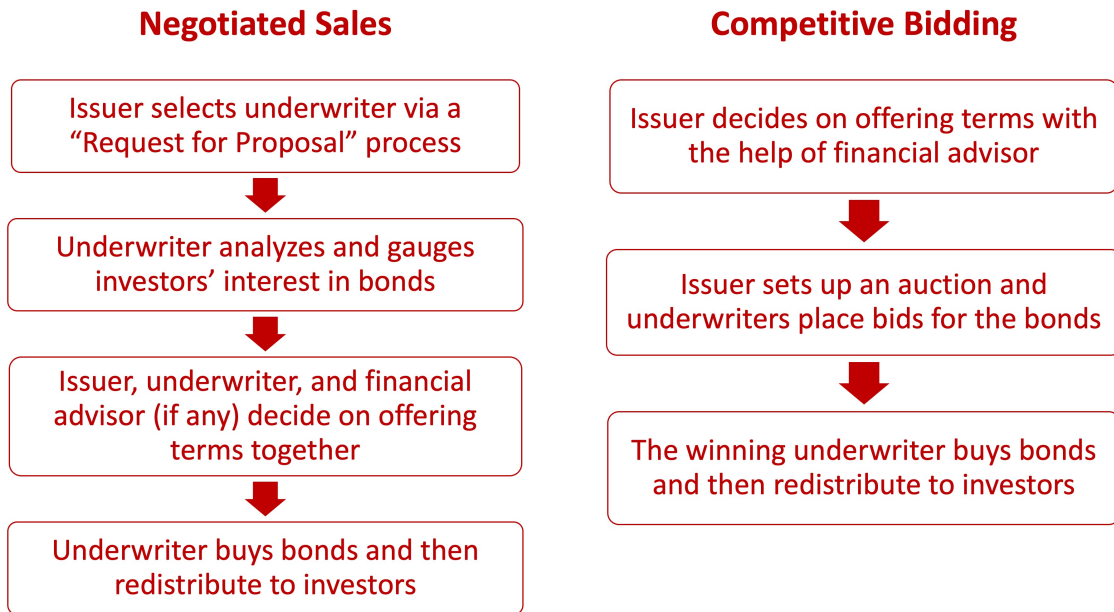 Negotiated Sales
Issuer selects underwriter via a
“Request for Proposal” process
Underwriter analyzes and gauges
investors’ interest in bonds
Issuer, underwriter, and financial
advisor (if any) decide on offering
terms together
Underwriter buys bonds and then
redistribute to investors
Competitive Bidding
Issuer decides on offering terms with
the help of financial advisor
Issuer sets up an auction and
underwriters place bids for the bonds
The winning underwriter buys bonds
and then redistribute to investors